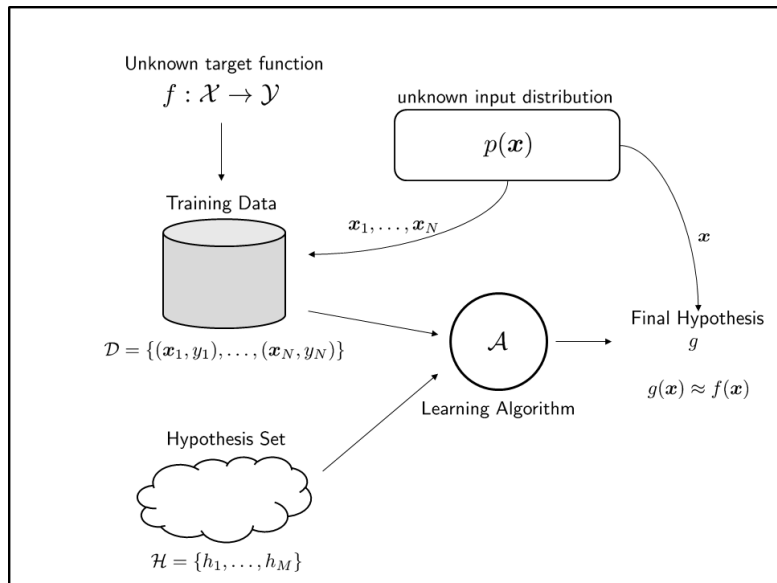 Unknown target function
f : 𝒳 → 𝒴
unknown input distribution
p(𝒙)
Training Data
𝒙₁, . . . , 𝒙_N
𝒙
𝒟 = {(𝒙₁, y₁), . . . , (𝒙_N, y_N)}
𝒜
Learning Algorithm
Final Hypothesis
g
g(𝒙) ≈ f(𝒙)
Hypothesis Set
ℋ = {h₁, . . . , h_M}